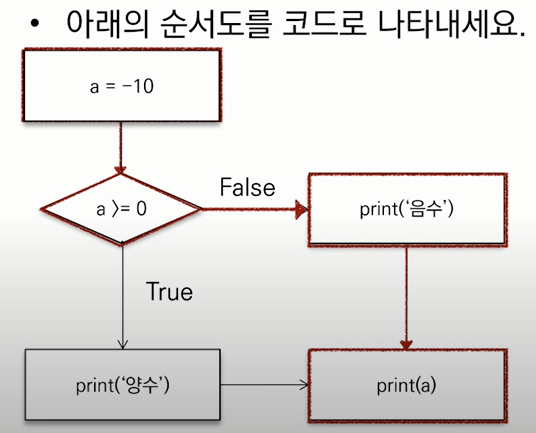 • 아래의 순서도를 코드로 나타내세요.
a = -10
a >= 0
False
print(‘음수’)
True
print(‘양수’)
print(a)